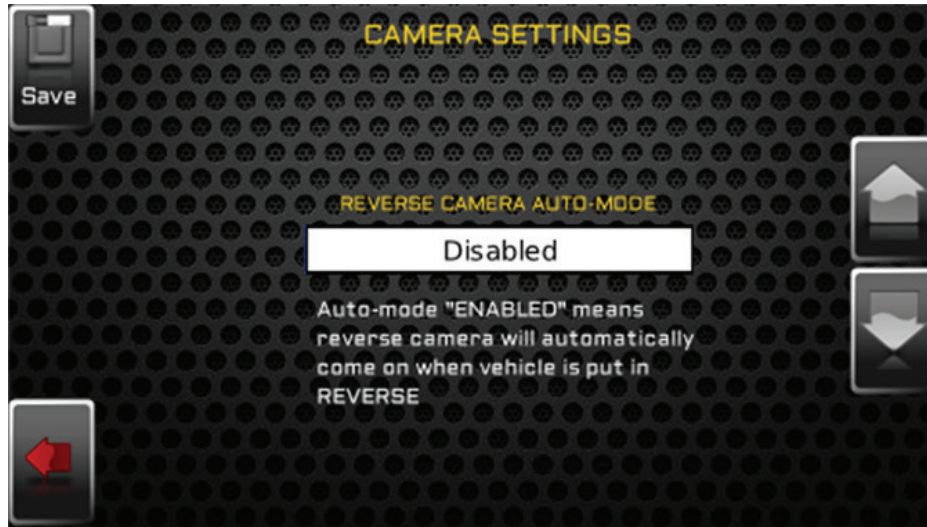 CAMERA SETTINGS
Save
REVERSE CAMERA AUTO-MODE
Disabled
Auto-mode "ENABLED" means
reverse camera will automatically
come on when vehicle is put in
REVERSE